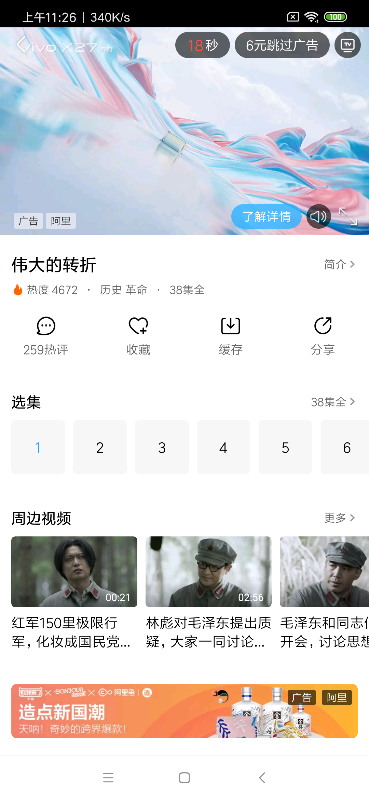 上午11:26 | 340K/s
100
vivo X27
18秒
6元跳过广告
TV
广告 阿里
了解详情
伟大的转折
简介 >
热度 4672 · 历史 革命 · 38集全
259热评
收藏
缓存
分享
选集
38集全 >
1 2 3 4 5 6
周边视频
更多 >
00:21
02:56
红军150里极限行
军，化妆成国民党...
林彪对毛泽东提出质
疑，大家一同讨论...
毛泽东和同志们
开会，讨论思想
广告 阿里
造点新国潮
天呐！奇妙的跨界爆款！